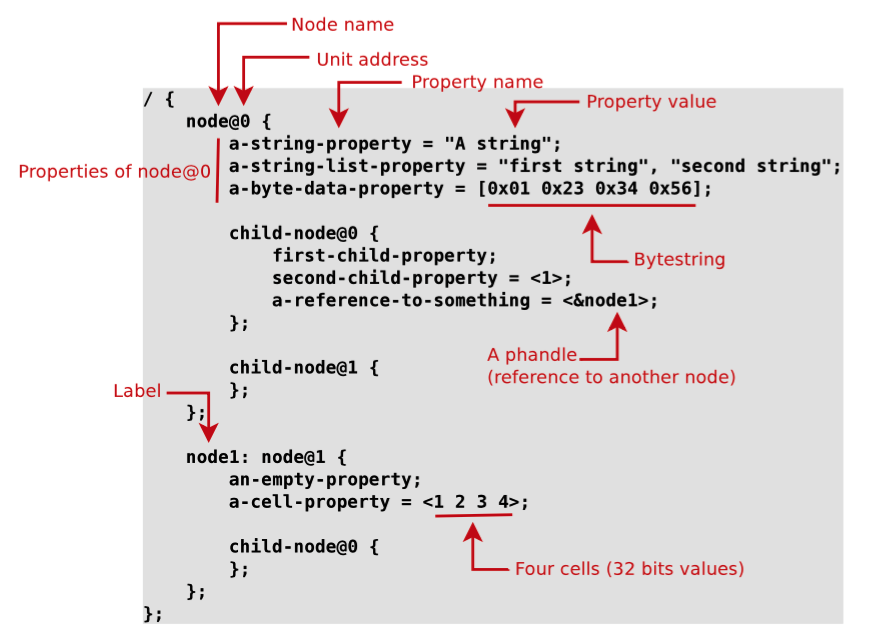 Node name
Unit address
Property name
Property value
/ {
node@0 {
a-string-property = "A string";
a-string-list-property = "first string", "second string";
Properties of node@0
a-byte-data-property = [0x01 0x23 0x34 0x56];
child-node@0 {
first-child-property;
Bytestring
second-child-property = <1>;
a-reference-to-something = <&node1>;
};
A phandle
(reference to another node)
child-node@1 {
};
Label
};
node1: node@1 {
an-empty-property;
a-cell-property = <1 2 3 4>;
child-node@0 {
};
Four cells (32 bits values)
};
};